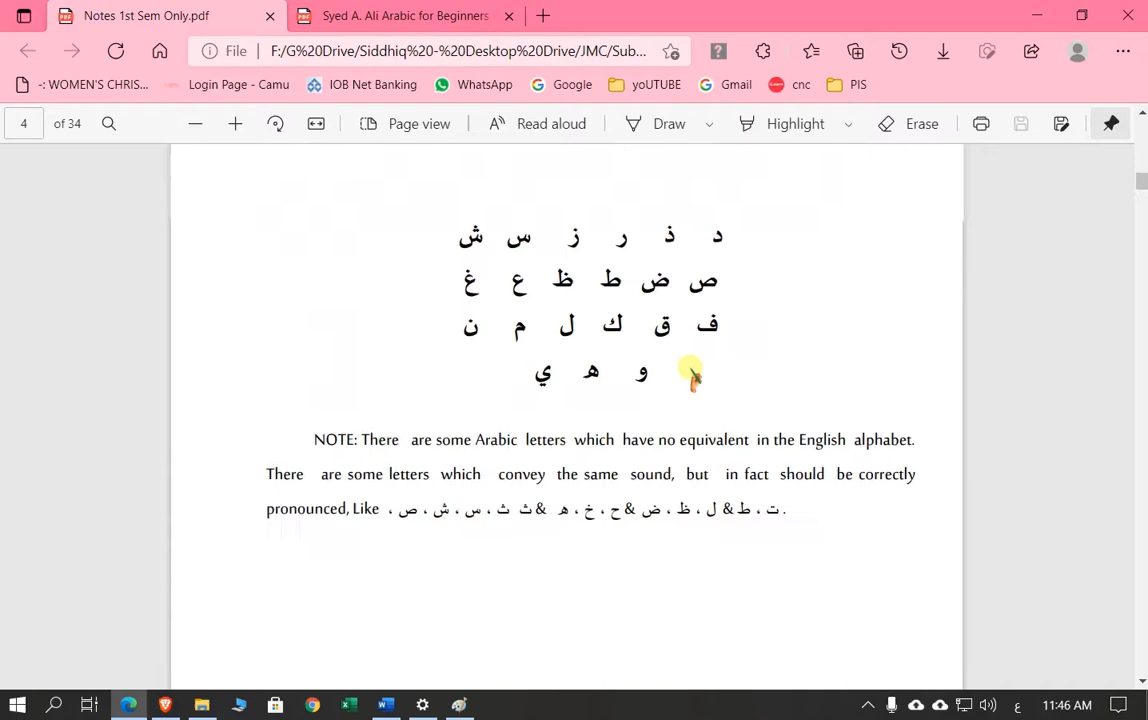 Notes 1st Sem Only.pdf
Syed A. Ali Arabic for Beginners
File
F:/G%20Drive/Siddhiq%20-%20Desktop%20Drive/JMC/Sub...
-: WOMEN'S CHRIS...
Login Page - Camu
IOB Net Banking
WhatsApp
Google
yoUTUBE
Gmail
cnc
PIS
4 of 34
Page view
Read aloud
Draw
Highlight
Erase
د ذ ر ز س ش
ص ض ط ظ ع غ
ف ق ك ل م ن
و ه ي
NOTE: There are some Arabic letters which have no equivalent in the English alphabet.
There are some letters which convey the same sound, but in fact should be correctly
pronounced, Like ث ، س ، ش ، ص ، & ث ح ، خ ، ه & ل ، ظ ، ض & ت ، ط .
ع
11:46 AM